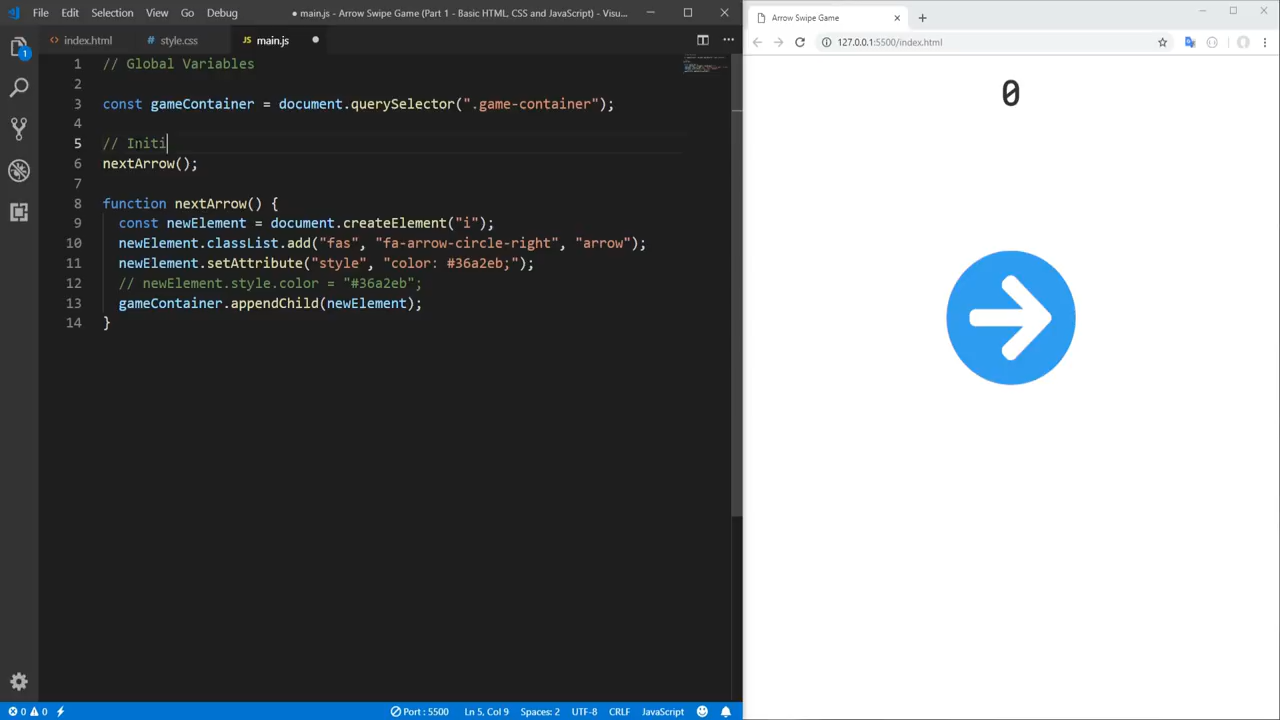 File Edit Selection View Go Debug ● main.js - Arrow Swipe Game (Part 1 - Basic HTML, CSS and JavaScript) - Visu...
<> index.html # style.css JS main.js ●
1 // Global Variables
2
3 const gameContainer = document.querySelector(".game-container");
4
5 // Initi
6 nextArrow();
7
8 function nextArrow() {
9 const newElement = document.createElement("i");
10 newElement.classList.add("fas", "fa-arrow-circle-right", "arrow");
11 newElement.setAttribute("style", "color: #36a2eb;");
12 // newElement.style.color = "#36a2eb";
13 gameContainer.appendChild(newElement);
14 }
1
0 0 Port : 5500 Ln 5, Col 9 Spaces: 2 UTF-8 CRLF JavaScript
Arrow Swipe Game
127.0.0.1:5500/index.html
0